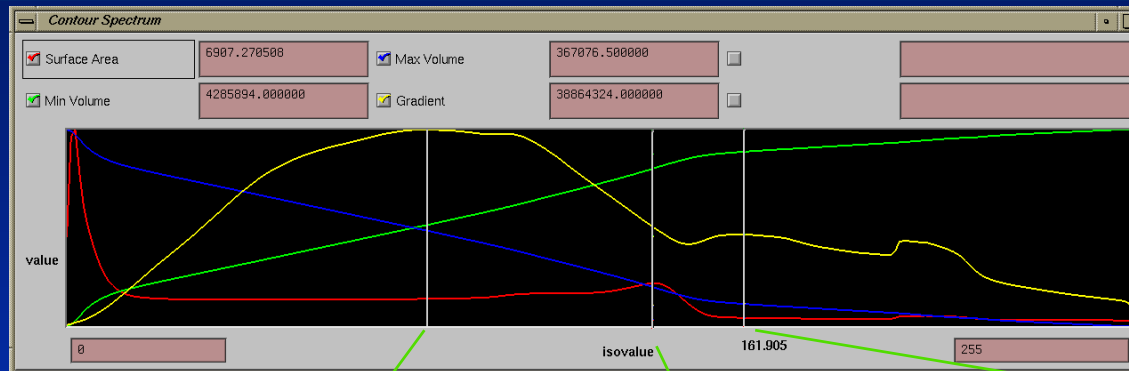 Contour Spectrum
Surface Area 6907.270508 Max Volume 367076.500000
Min Volume 4285894.000000 Gradient 38864324.000000
value
0 isovalue 161.905 255